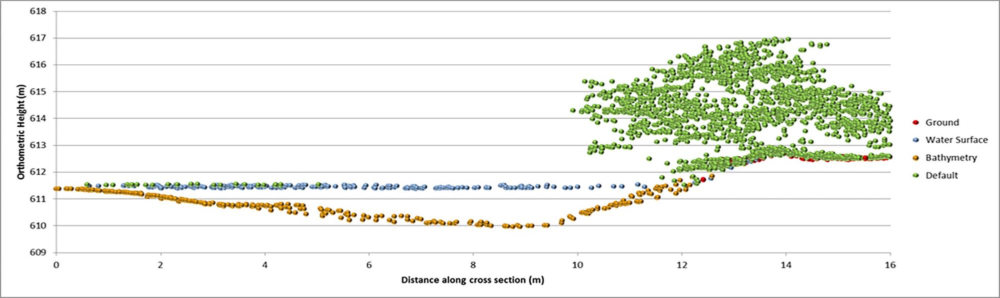 618
617
616
615
614
613
612
611
610
609
Orthometric Height (m)
0 2 4 6 8 10 12 14 16
Distance along cross section (m)
Ground
Water Surface
Bathymetry
Default